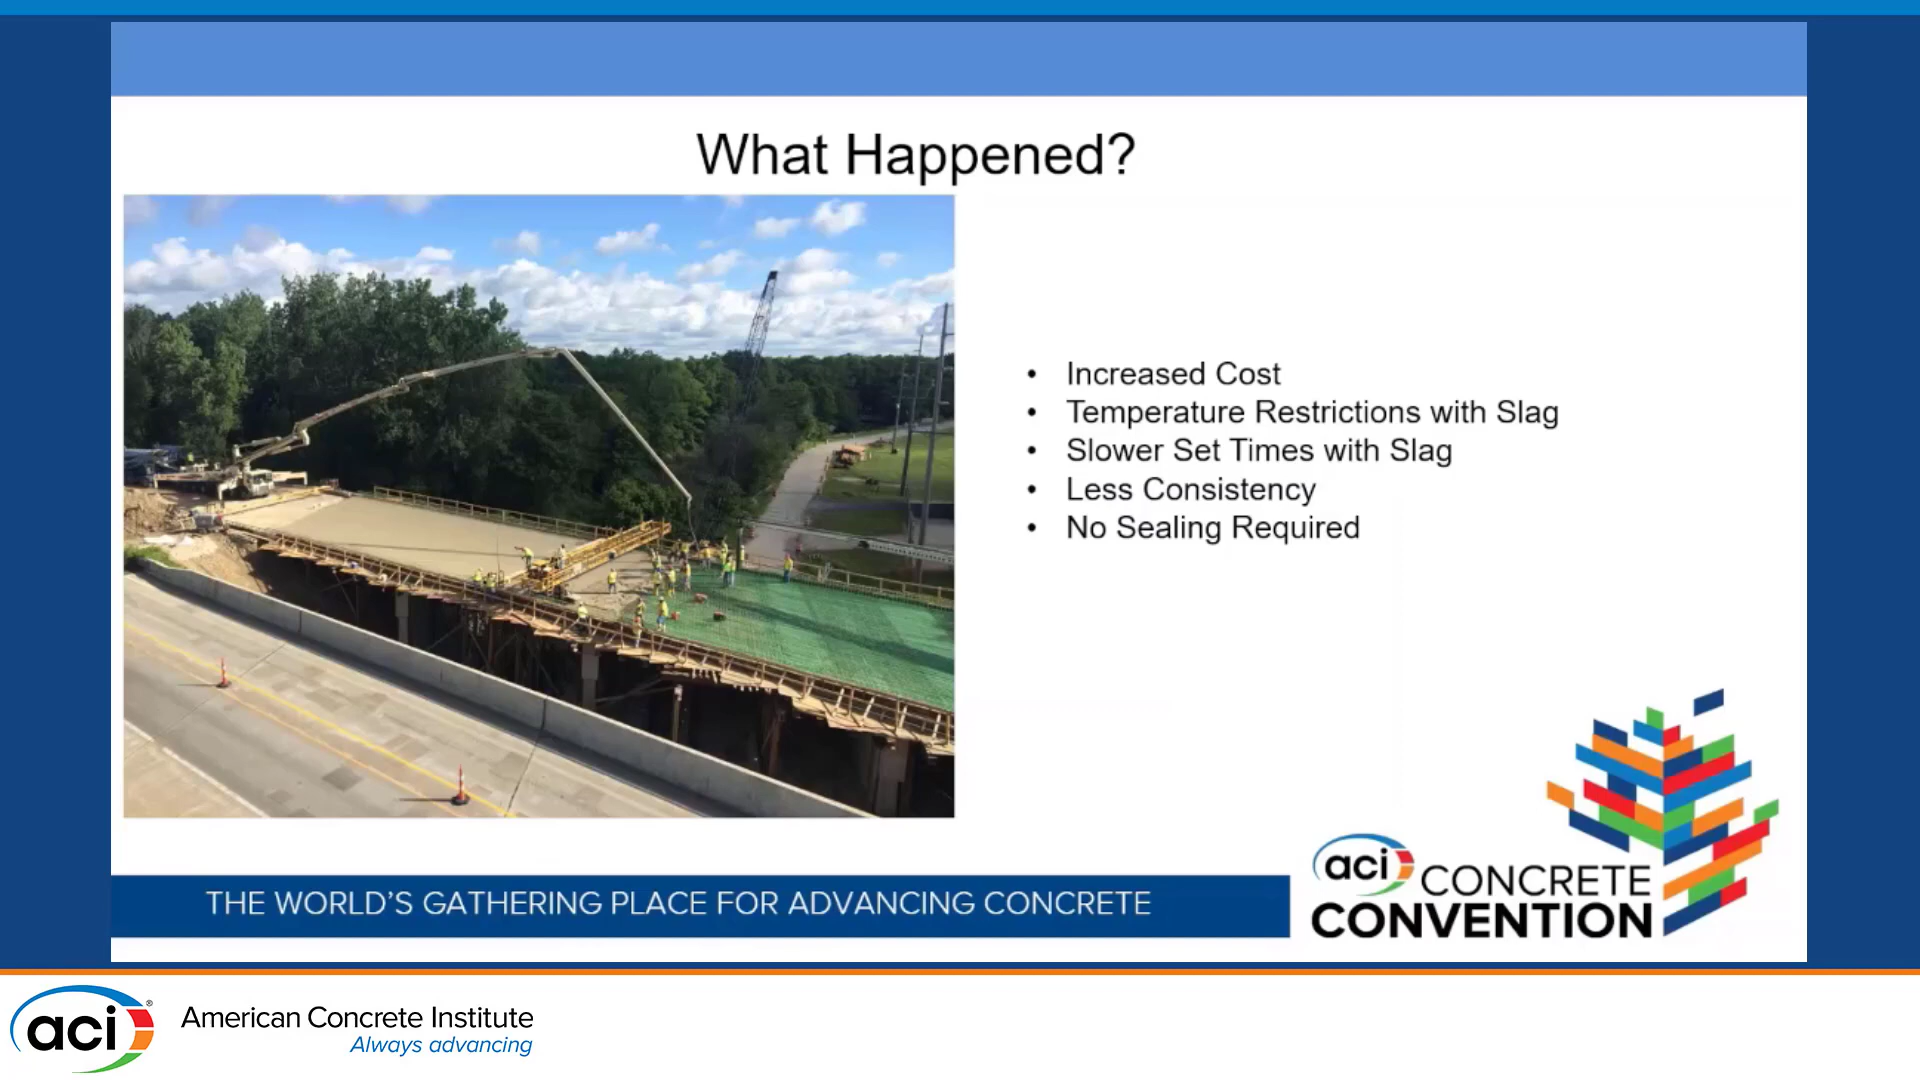 What Happened?
• Increased Cost
• Temperature Restrictions with Slag
• Slower Set Times with Slag
• Less Consistency
• No Sealing Required
THE WORLD'S GATHERING PLACE FOR ADVANCING CONCRETE
aci CONCRETE
CONVENTION
aci®
American Concrete Institute
Always advancing